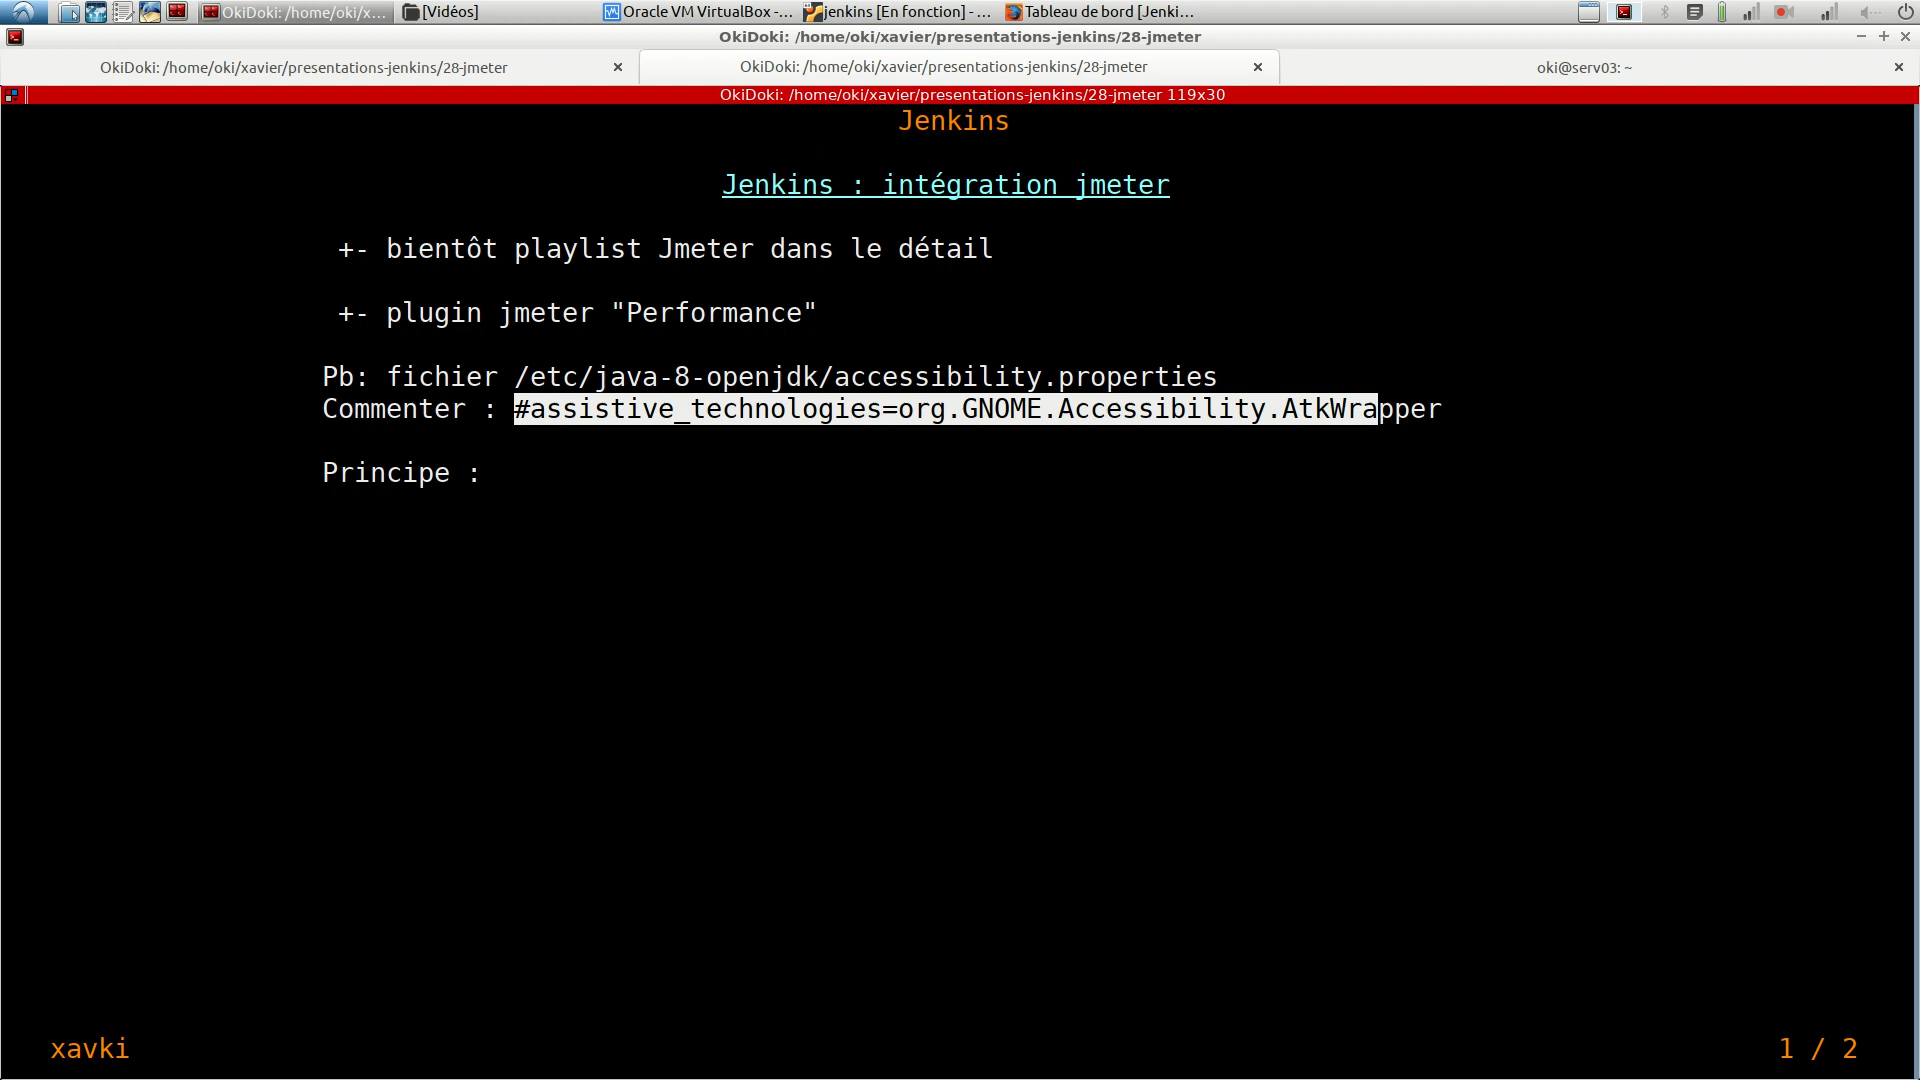 OkiDoki: /home/oki/x... [Vidéos] Oracle VM VirtualBox -... jenkins [En fonction] - ... Tableau de bord [Jenki...
OkiDoki: /home/oki/xavier/presentations-jenkins/28-jmeter
OkiDoki: /home/oki/xavier/presentations-jenkins/28-jmeter OkiDoki: /home/oki/xavier/presentations-jenkins/28-jmeter oki@serv03: ~
OkiDoki: /home/oki/xavier/presentations-jenkins/28-jmeter 119x30
Jenkins
Jenkins : intégration jmeter
+- bientôt playlist Jmeter dans le détail
+- plugin jmeter "Performance"
Pb: fichier /etc/java-8-openjdk/accessibility.properties
Commenter : #assistive_technologies=org.GNOME.Accessibility.AtkWrapper
Principe :
xavki 1 / 2